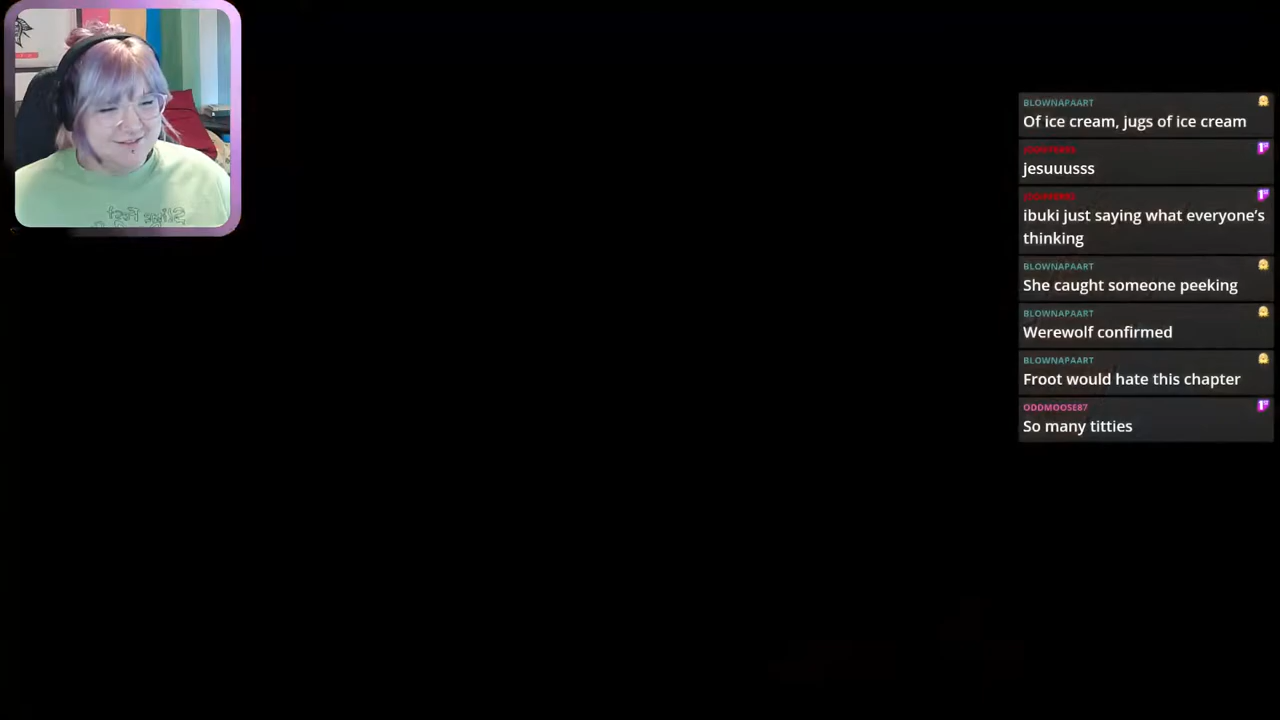 BLOWNAPAART
Of ice cream, jugs of ice cream
jesuuusss
ibuki just saying what everyone's
thinking
BLOWNAPAART
She caught someone peeking
BLOWNAPAART
Werewolf confirmed
BLOWNAPAART
Froot would hate this chapter
ODDMOOSE87
So many titties